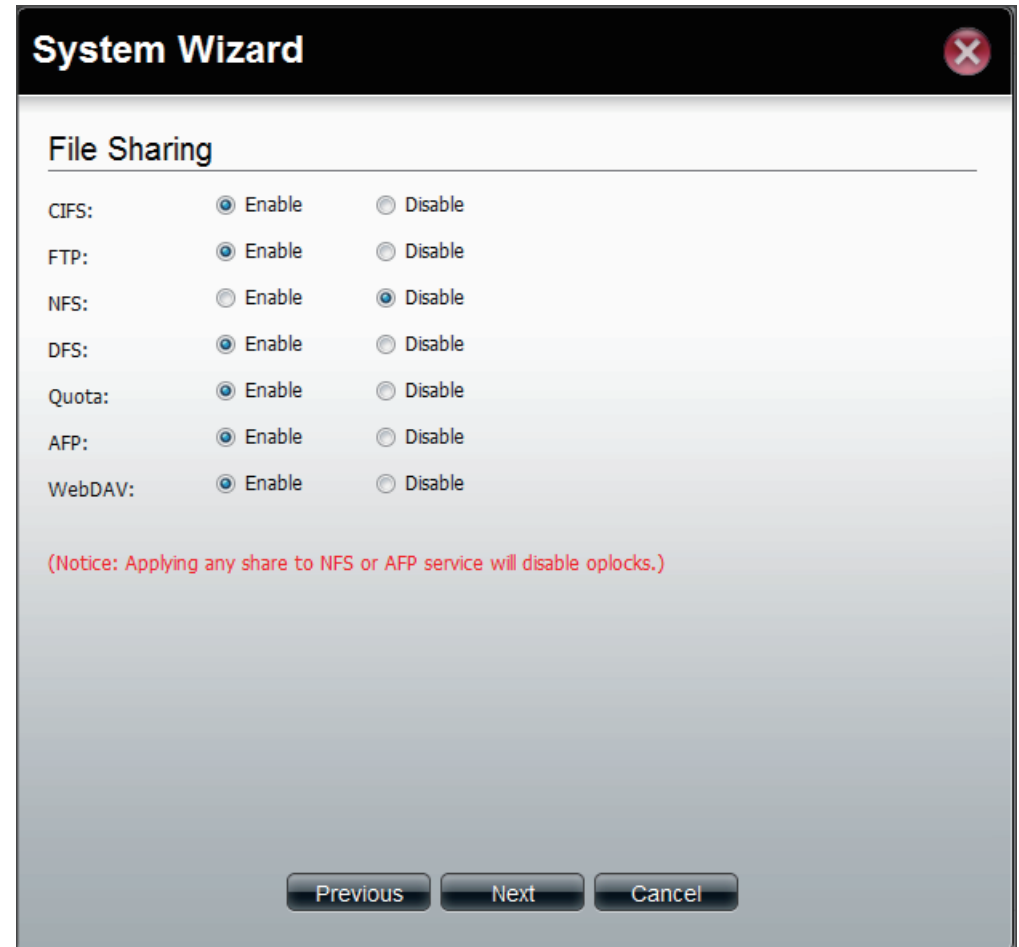 System Wizard
File Sharing
CIFS: Enable Disable
FTP: Enable Disable
NFS: Enable Disable
DFS: Enable Disable
Quota: Enable Disable
AFP: Enable Disable
WebDAV: Enable Disable
(Notice: Applying any share to NFS or AFP service will disable oplocks.)
Previous Next Cancel